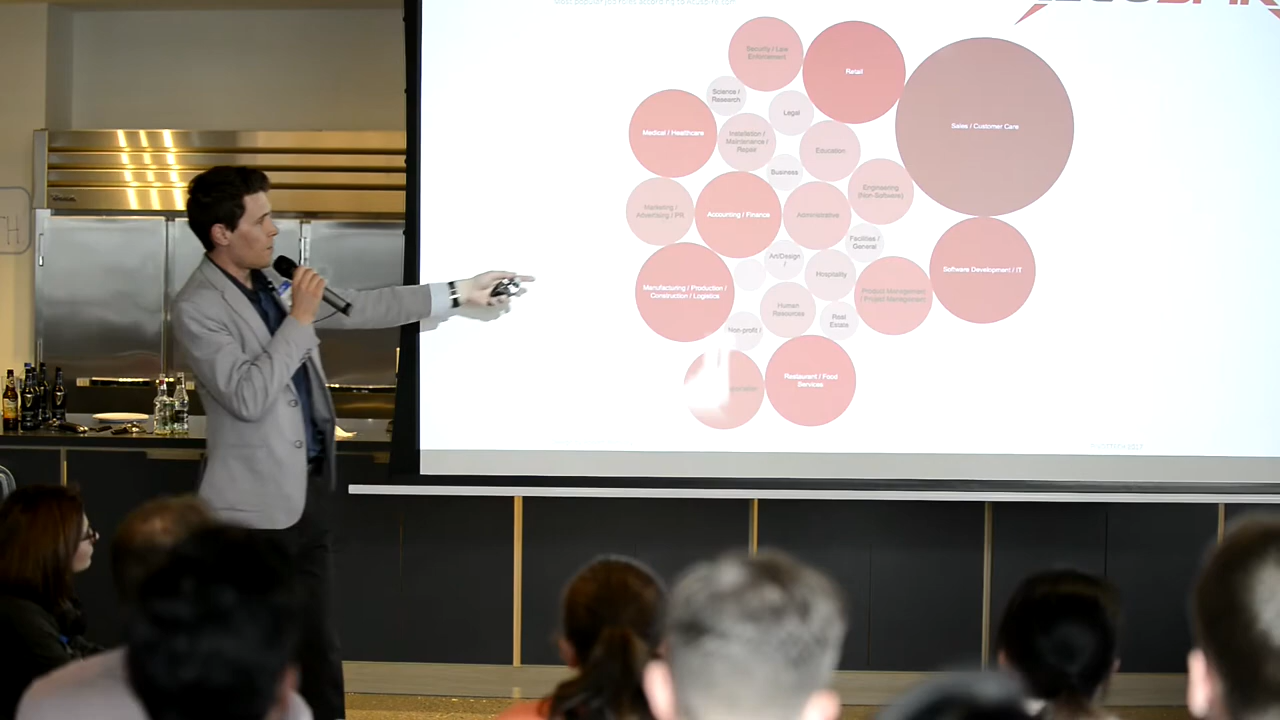 Security / Law
Enforcement
Retail
Science /
Research
Legal
Sales / Customer Care
Medical / Healthcare
Installation /
Maintenance /
Repair
Education
Business
Engineering
(Non-Software)
Marketing /
Advertising / PR
Accounting / Finance
Administrative
Facilities /
General
Art/Design
/
Hospitality
Software Development / IT
Manufacturing / Production /
Construction / Logistics
Product Management
/ Project Management
Human
Resources
Real
Estate
Non-profit /
Restaurant / Food
Services